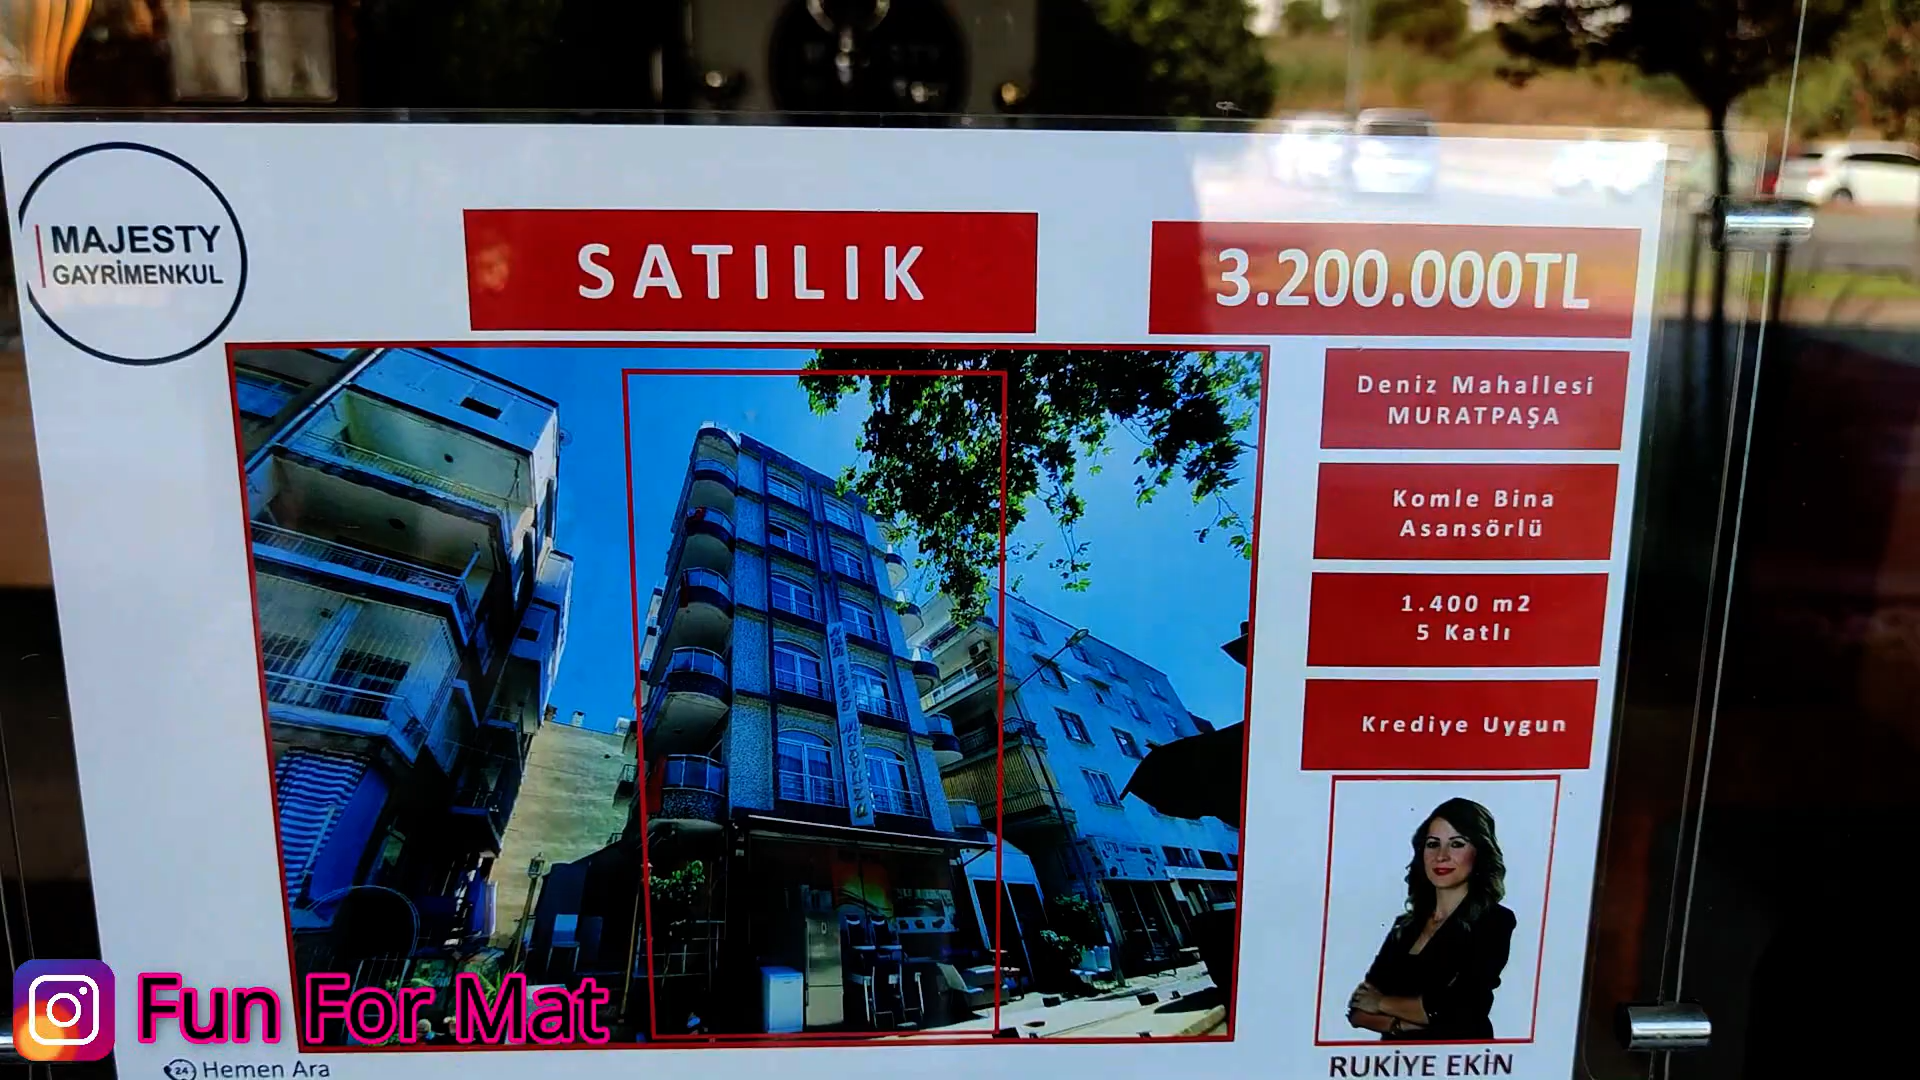 MAJESTY
GAYRİMENKUL
SATILIK
3.200.000TL
Deniz Mahallesi
MURATPAŞA
Komle Bina
Asansörlü
1.400 m2
5 Katlı
Krediye Uygun
RUKİYE EKİN
Fun For Mat
24 Hemen Ara